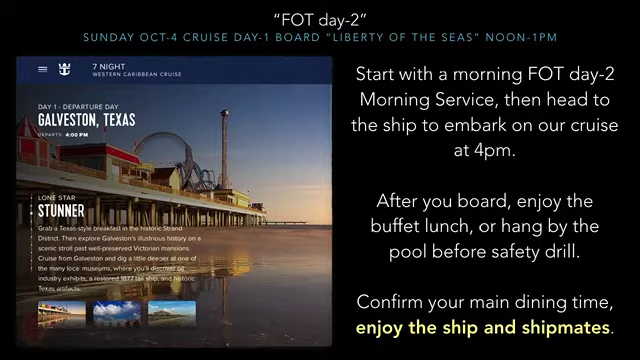 "FOT day-2"
SUNDAY OCT-4 CRUISE DAY-1 BOARD "LIBERTY OF THE SEAS" NOON-1PM
7 NIGHT
WESTERN CARIBBEAN CRUISE
DAY 1 - DEPARTURE DAY
GALVESTON, TEXAS
DEPARTS: 4:00 PM
LONE STAR
STUNNER
Grab a Texas-style breakfast in the historic Strand
District. Then explore Galveston's illustrious history on a
scenic stroll past well-preserved Victorian mansions.
Cruise from Galveston and dig a little deeper at one of
the many local museums, where you'll discover oil
industry exhibits, a restored 1877 tall ship, and historic
Texas artifacts.
Start with a morning FOT day-2
Morning Service, then head to
the ship to embark on our cruise
at 4pm.
After you board, enjoy the
buffet lunch, or hang by the
pool before safety drill.
Confirm your main dining time,
enjoy the ship and shipmates.